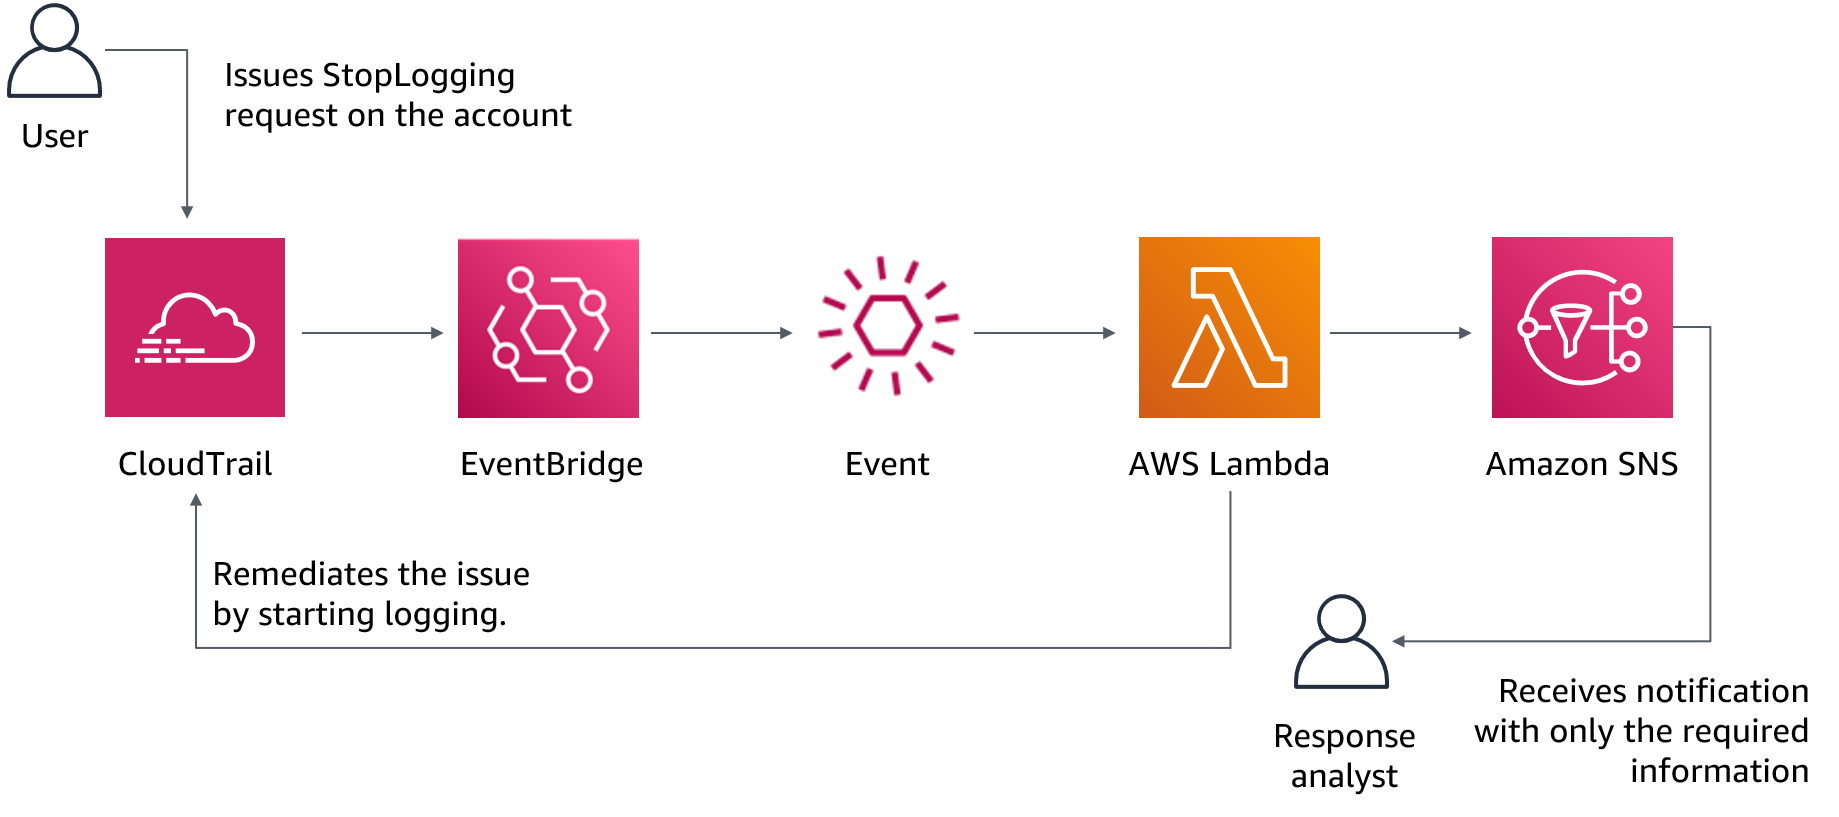 Issues StopLogging
request on the account
User
CloudTrail
EventBridge
Event
AWS Lambda
Amazon SNS
Remediates the issue
by starting logging.
Response
analyst
Receives notification
with only the required
information